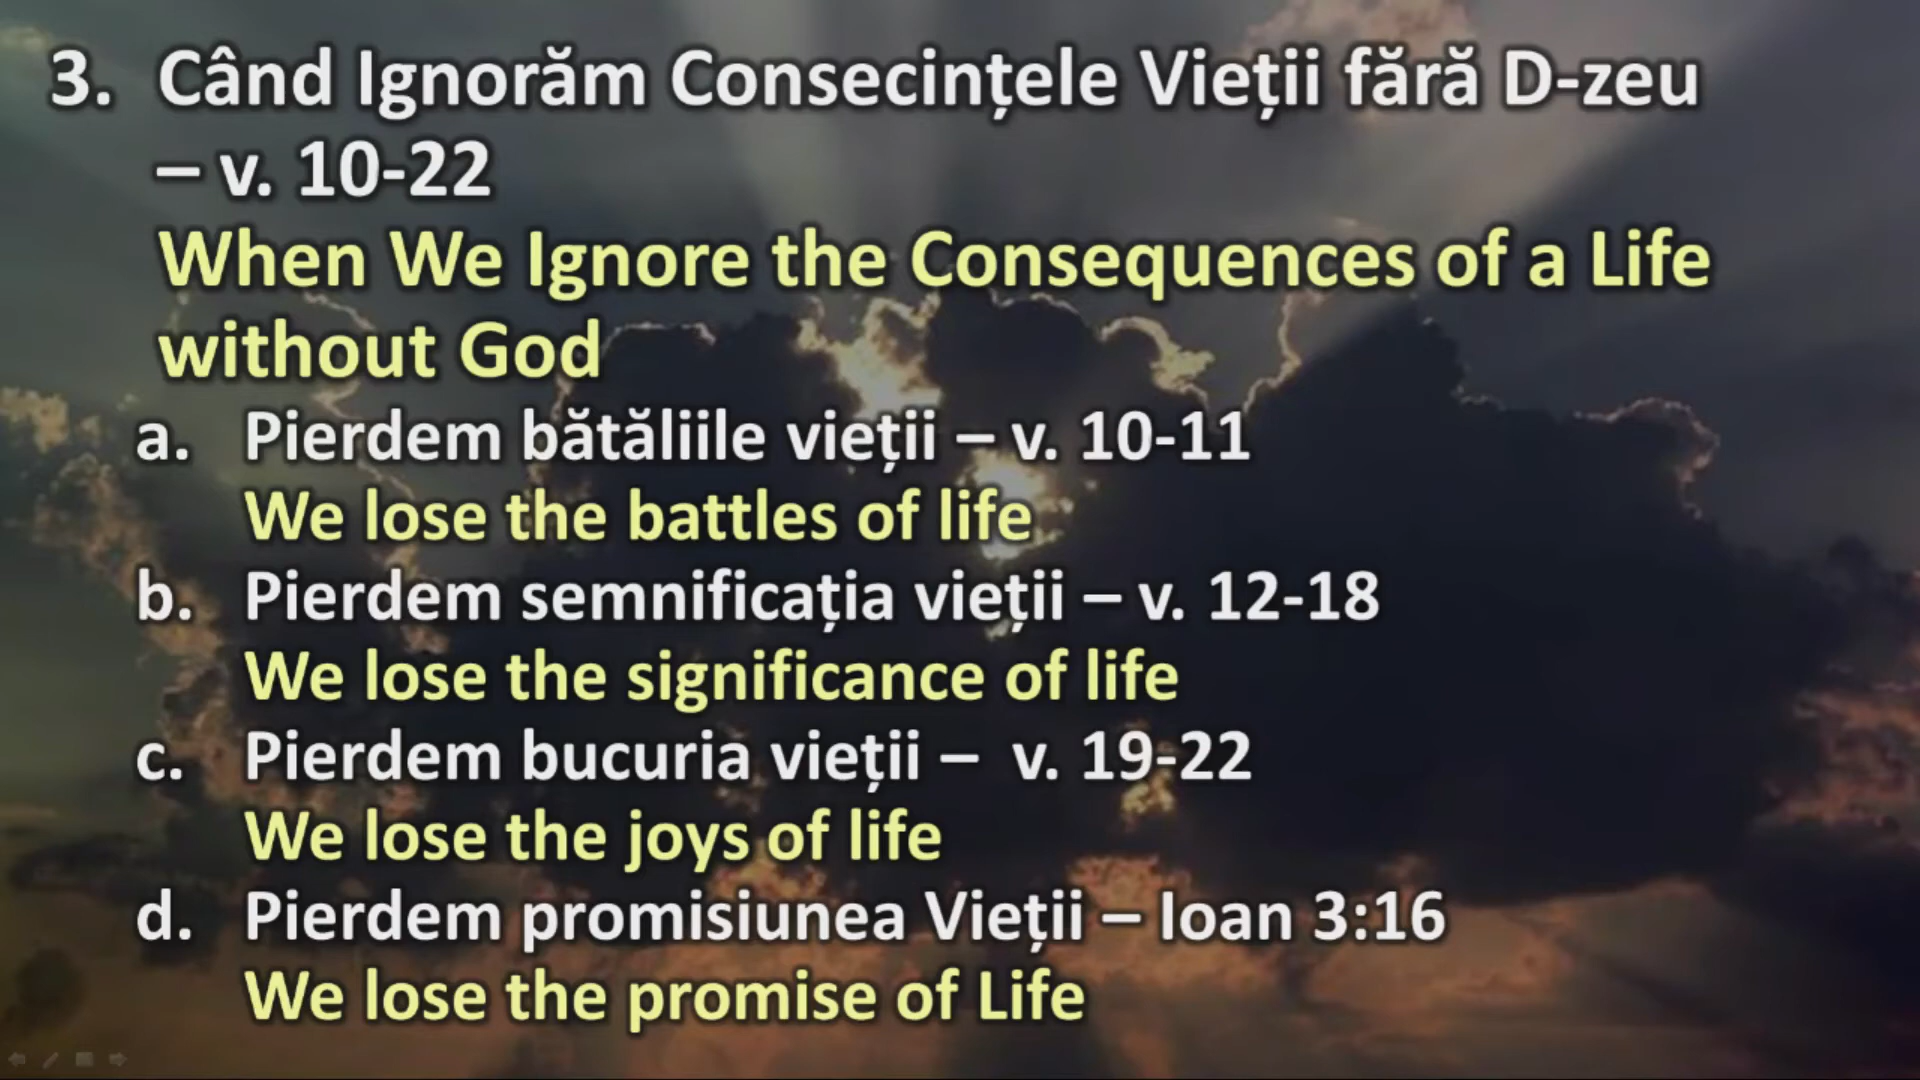 3. Când Ignorăm Consecințele Vieții fără D-zeu
– v. 10-22
When We Ignore the Consequences of a Life
without God
a. Pierdem bătăliile vieții – v. 10-11
We lose the battles of life
b. Pierdem semnificația vieții – v. 12-18
We lose the significance of life
c. Pierdem bucuria vieții – v. 19-22
We lose the joys of life
d. Pierdem promisiunea Vieții – Ioan 3:16
We lose the promise of Life